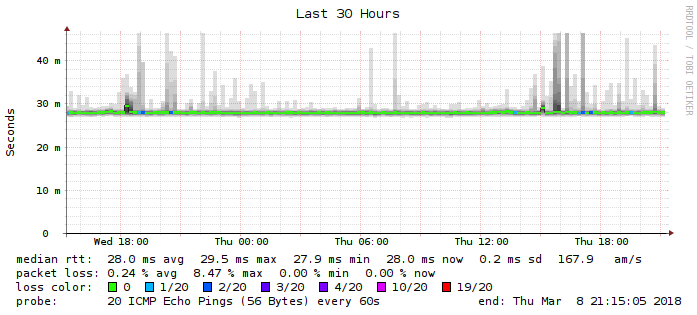 Last 30 Hours
RRDTOOL / TOBI OETIKER
Seconds
40 m
30 m
20 m
10 m
0
Wed 18:00 Thu 00:00 Thu 06:00 Thu 12:00 Thu 18:00
median rtt: 28.0 ms avg 29.5 ms max 27.9 ms min 28.0 ms now 0.2 ms sd 167.9 am/s
packet loss: 0.24 % avg 8.47 % max 0.00 % min 0.00 % now
loss color: 0 1/20 2/20 3/20 4/20 10/20 19/20
probe: 20 ICMP Echo Pings (56 Bytes) every 60s end: Thu Mar 8 21:15:05 2018